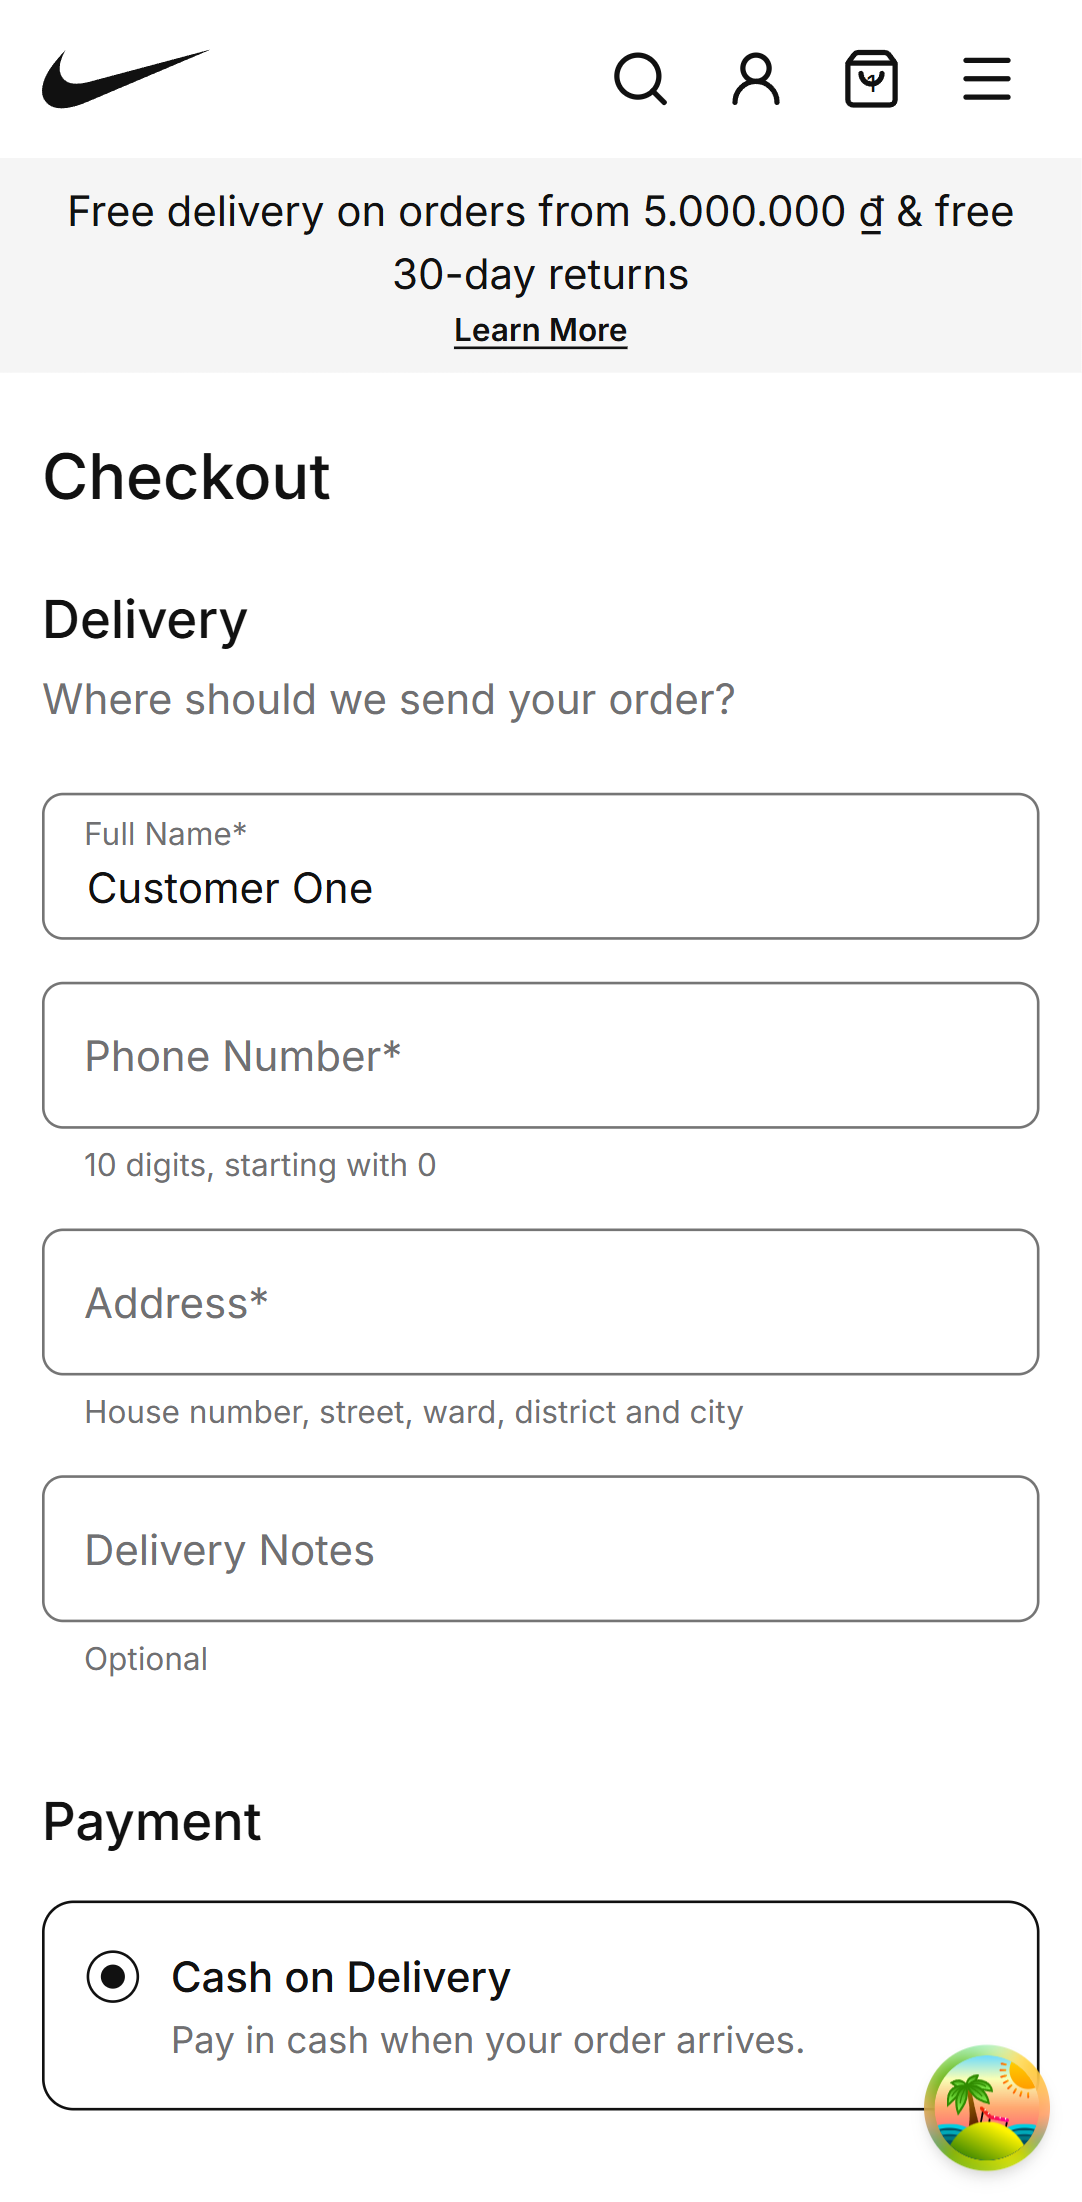 1
Free delivery on orders from 5.000.000 ₫ & free
30-day returns
Learn More
Checkout
Delivery
Where should we send your order?
Full Name*
Customer One
Phone Number*
10 digits, starting with 0
Address*
House number, street, ward, district and city
Delivery Notes
Optional
Payment
Cash on Delivery
Pay in cash when your order arrives.